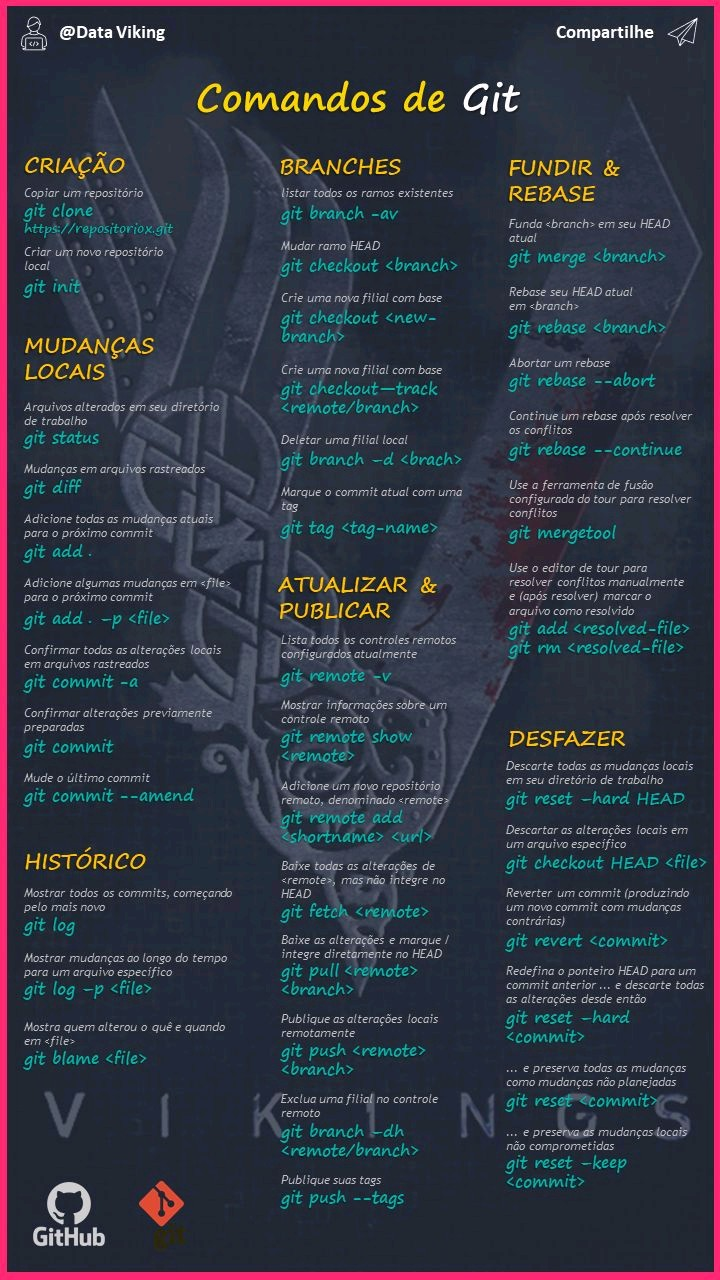 @Data Viking
Compartilhe
Comandos de Git
CRIAÇÃO
Copiar um repositório
git clone
https://repositoriox.git
Criar um novo repositório
local
git init
MUDANÇAS
LOCAIS
Arquivos alterados em seu diretório
de trabalho
git status
Mudanças em arquivos rastreados
git diff
Adicione todas as mudanças atuais
para o próximo commit
git add .
Adicione algumas mudanças em <file>
para o próximo commit
git add . –p <file>
Confirmar todas as alterações locais
em arquivos rastreados
git commit -a
Confirmar alterações previamente
preparadas
git commit
Mude o último commit
git commit --amend
HISTÓRICO
Mostrar todos os commits, começando
pelo mais novo
git log
Mostrar mudanças ao longo do tempo
para um arquivo específico
git log –p <file>
Mostra quem alterou o quê e quando
em <file>
git blame <file>
BRANCHES
listar todos os ramos existentes
git branch -av
Mudar ramo HEAD
git checkout <branch>
Crie uma nova filial com base
git checkout <new-
branch>
Crie uma nova filial com base
git checkout—track
<remote/branch>
Deletar uma filial local
git branch –d <brach>
Marque o commit atual com uma
tag
git tag <tag-name>
ATUALIZAR &
PUBLICAR
Lista todos os controles remotos
configurados atualmente
git remote -v
Mostrar informações sobre um
controle remoto
git remote show
<remote>
Adicione um novo repositório
remoto, denominado <remote>
git remote add
<shortname> <url>
Baixe todas as alterações de
<remote>, mas não integre no
HEAD
git fetch <remote>
Baixe as alterações e marque /
integre diretamente no HEAD
git pull <remote>
<branch>
Publique as alterações locais
remotamente
git push <remote>
<branch>
Exclua uma filial no controle
remoto
git branch –dh
<remote/branch>
Publique suas tags
git push --tags
FUNDIR &
REBASE
Funda <branch> em seu HEAD
atual
git merge <branch>
Rebase seu HEAD atual
em <branch>
git rebase <branch>
Abortar um rebase
git rebase --abort
Continue um rebase após resolver
os conflitos
git rebase --continue
Use a ferramenta de fusão
configurada do tour para resolver
conflitos
git mergetool
Use o editor de tour para
resolver conflitos manualmente
e (após resolver) marcar o
arquivo como resolvido
git add <resolved-file>
git rm <resolved-file>
DESFAZER
Descarte todas as mudanças locais
em seu diretório de trabalho
git reset –hard HEAD
Descartar as alterações locais em
um arquivo específico
git checkout HEAD <file>
Reverter um commit (produzindo
um novo commit com mudanças
contrárias)
git revert <commit>
Redefina o ponteiro HEAD para um
commit anterior ... e descarte todas
as alterações desde então
git reset –hard
<commit>
... e preserva todas as mudanças
como mudanças não planejadas
git reset <commit>
... e preserva as mudanças locais
não comprometidas
git reset –keep
<commit>
VIKINGS
GitHub
git